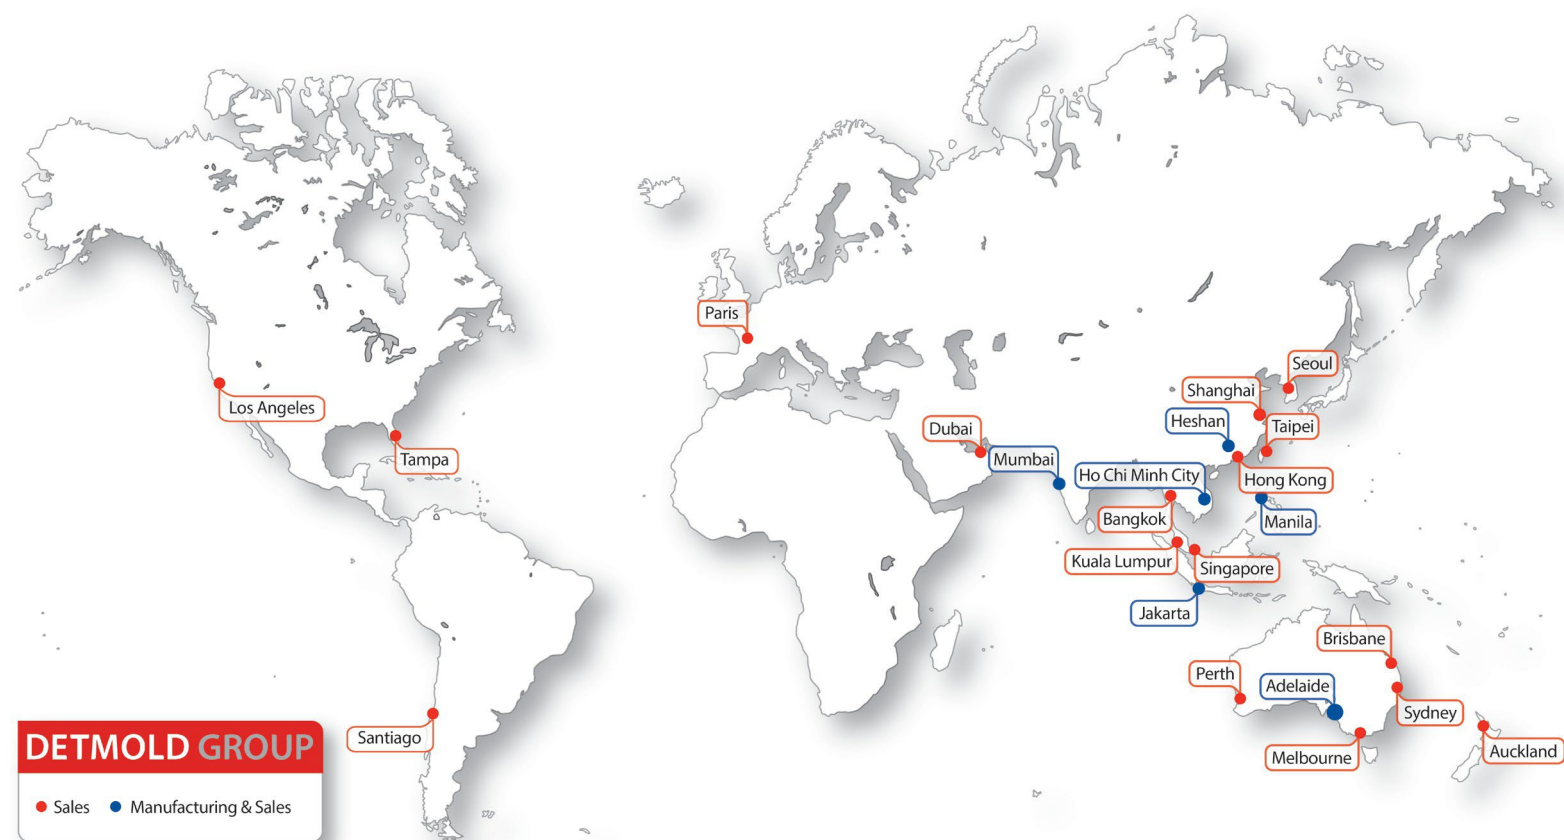 Paris
Seoul
Shanghai
Los Angeles
Heshan
Taipei
Dubai
Tampa
Mumbai
Ho Chi Minh City
Hong Kong
Bangkok
Manila
Kuala Lumpur
Singapore
Jakarta
Brisbane
Perth
Adelaide
Sydney
Santiago
Auckland
Melbourne
DETMOLD GROUP
Sales
Manufacturing & Sales